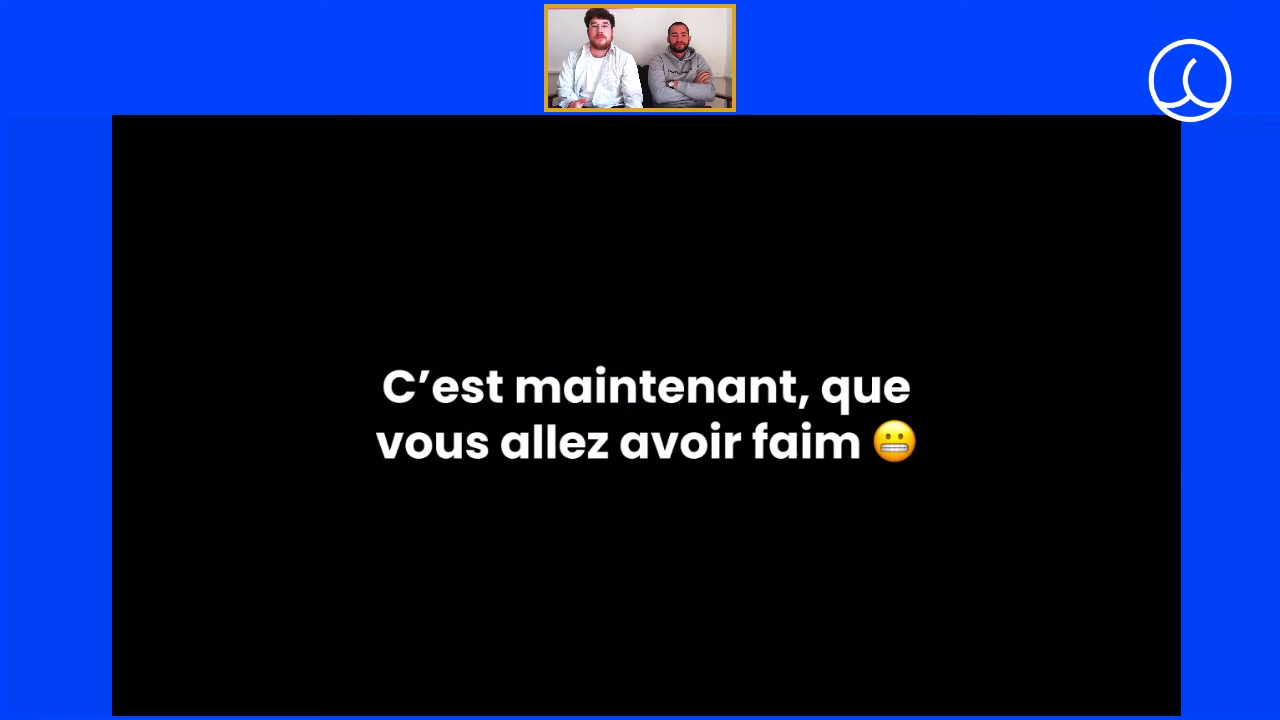 C’est maintenant, que
vous allez avoir faim 😬